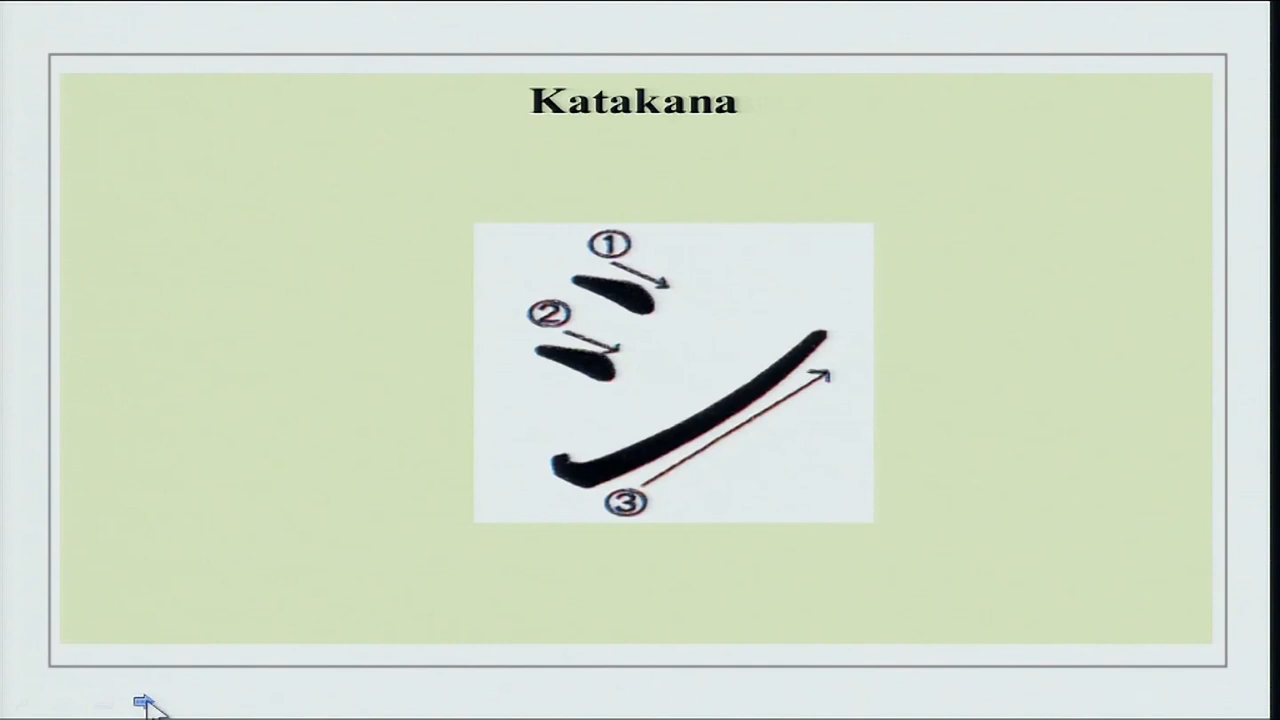 Katakana
①
②
シ
③